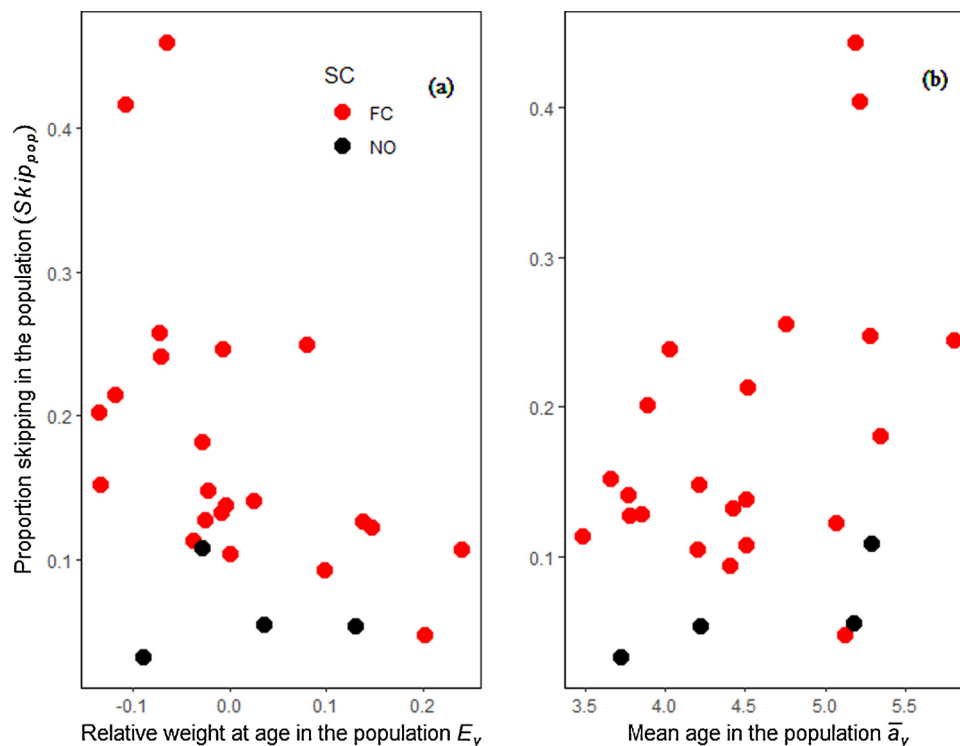 Proportion skipping in the population (Skip_pop)
0.4
0.3
0.2
0.1
SC
FC
NO
(a)
-0.1 0.0 0.1 0.2
Relative weight at age in the population E_y
(b)
0.4
0.3
0.2
0.1
3.5 4.0 4.5 5.0 5.5
Mean age in the population a̅_y